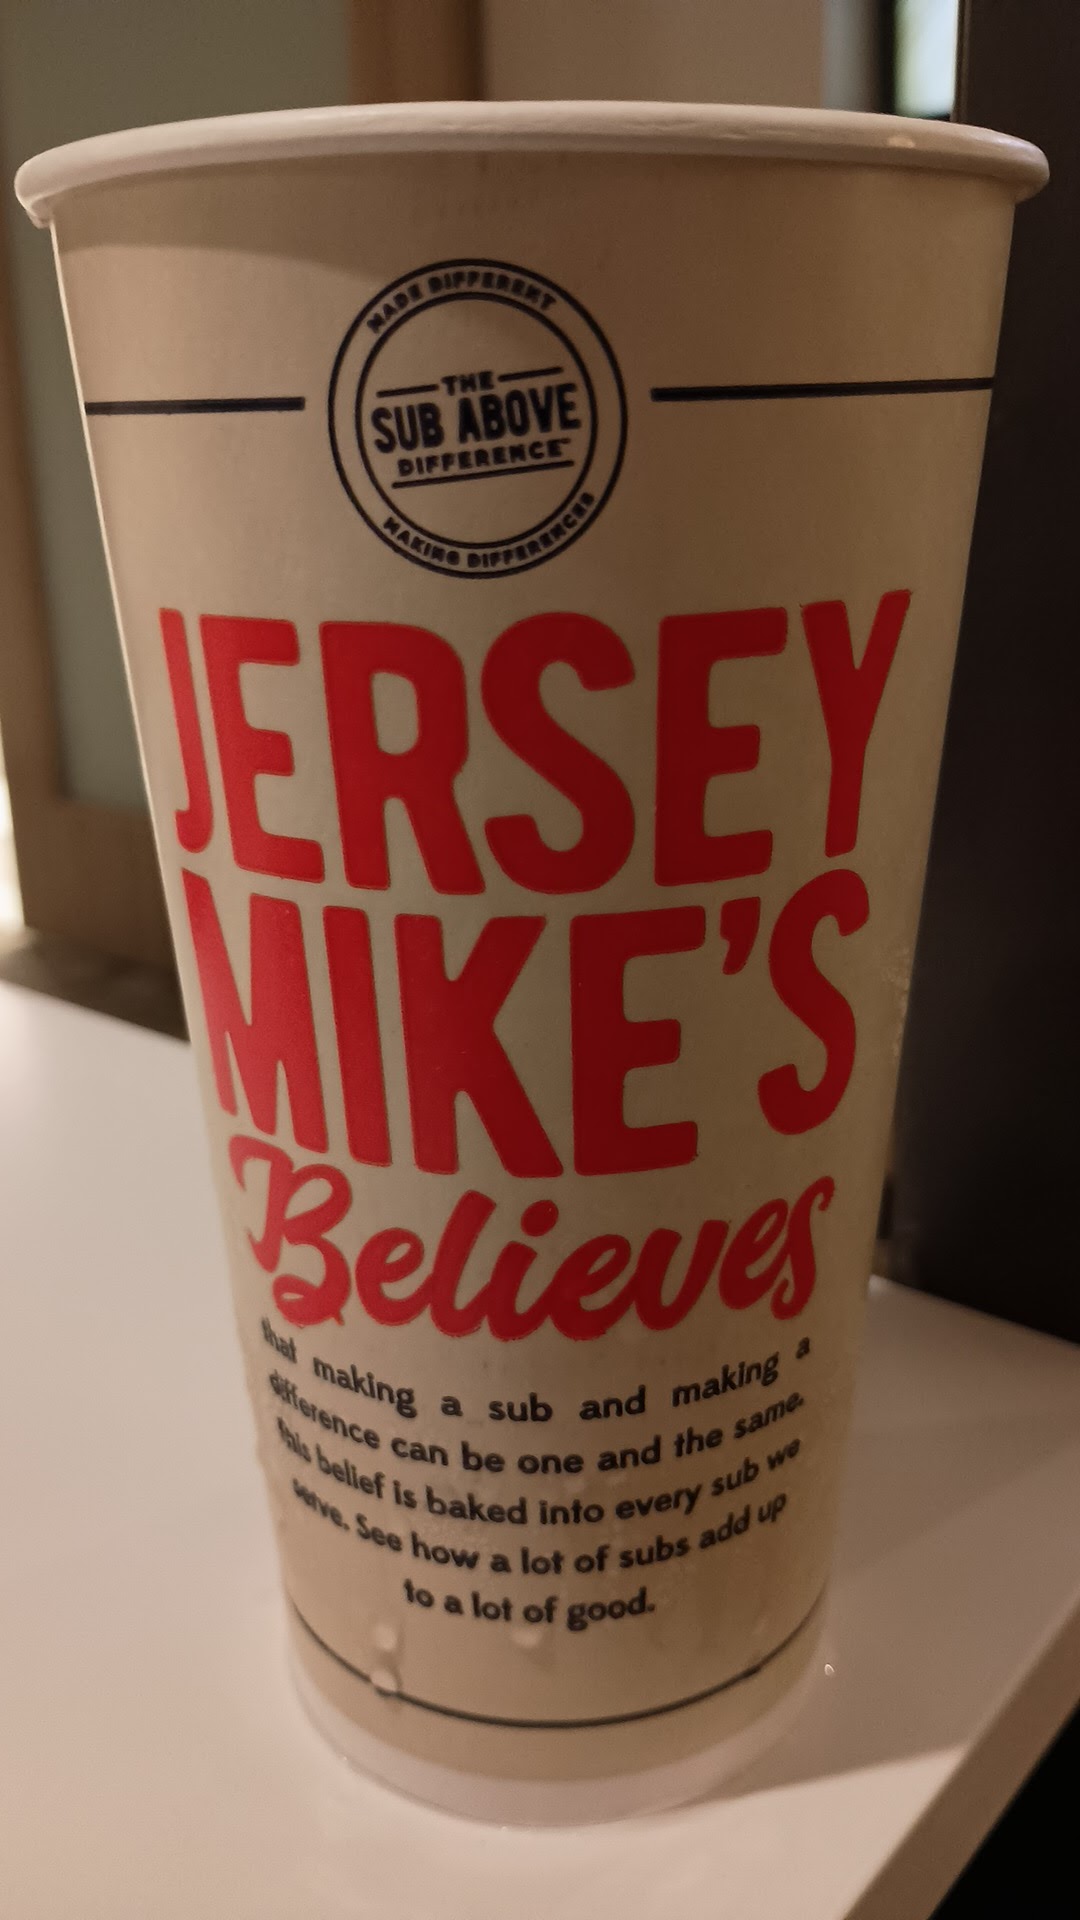 MADE DIFFERENT
THE
SUB ABOVE
DIFFERENCE™
MAKING DIFFERENCES
JERSEY
MIKE'S
Believes
that making a sub and making a
difference can be one and the same.
this belief is baked into every sub we
serve. See how a lot of subs add up
to a lot of good.